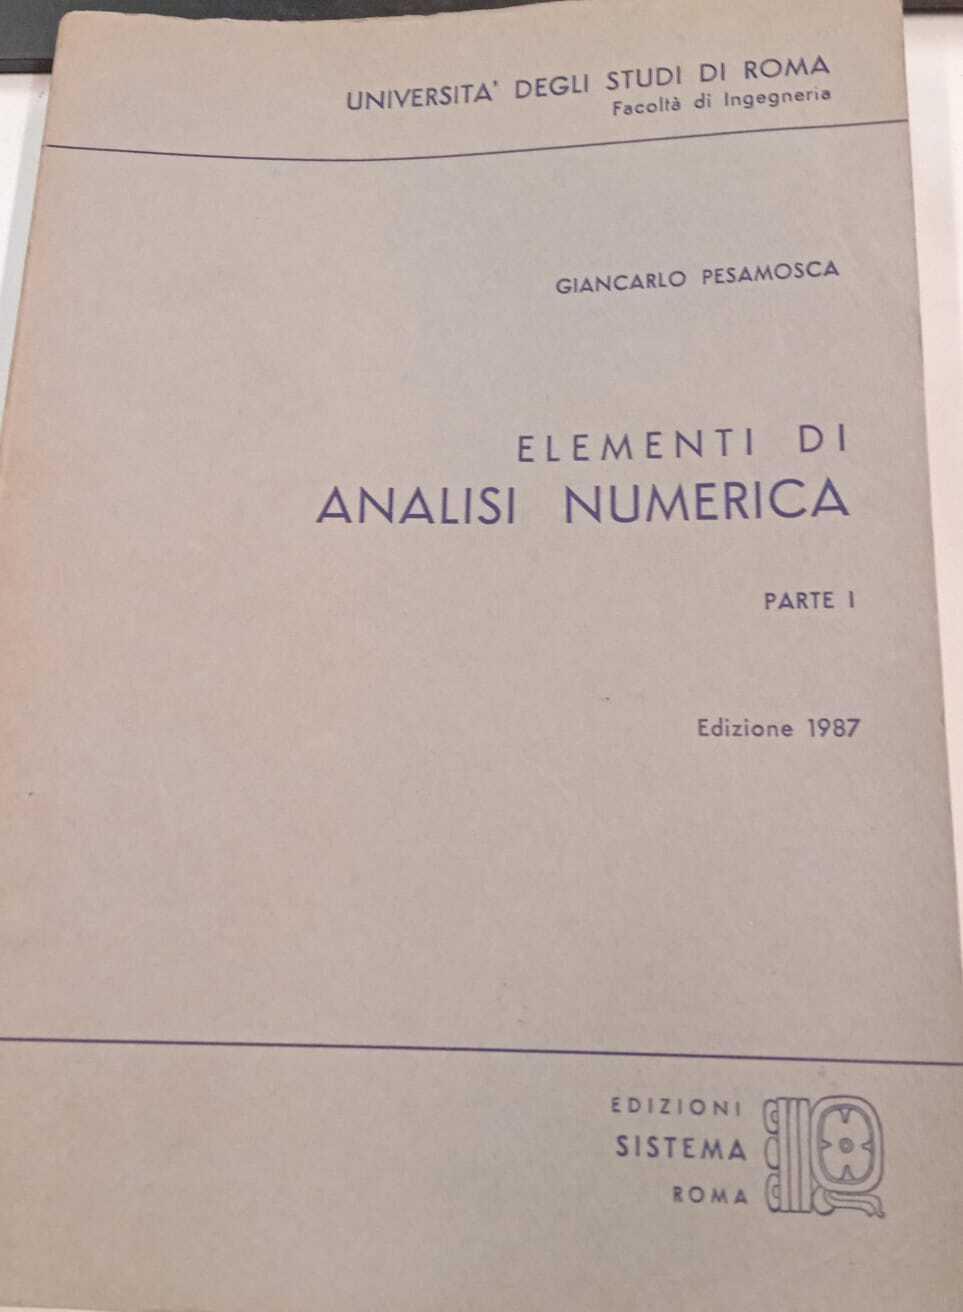 UNIVERSITA' DEGLI STUDI DI ROMA
Facoltà di Ingegneria
GIANCARLO PESAMOSCA
ELEMENTI DI
ANALISI NUMERICA
PARTE I
Edizione 1987
EDIZIONI
SISTEMA
ROMA